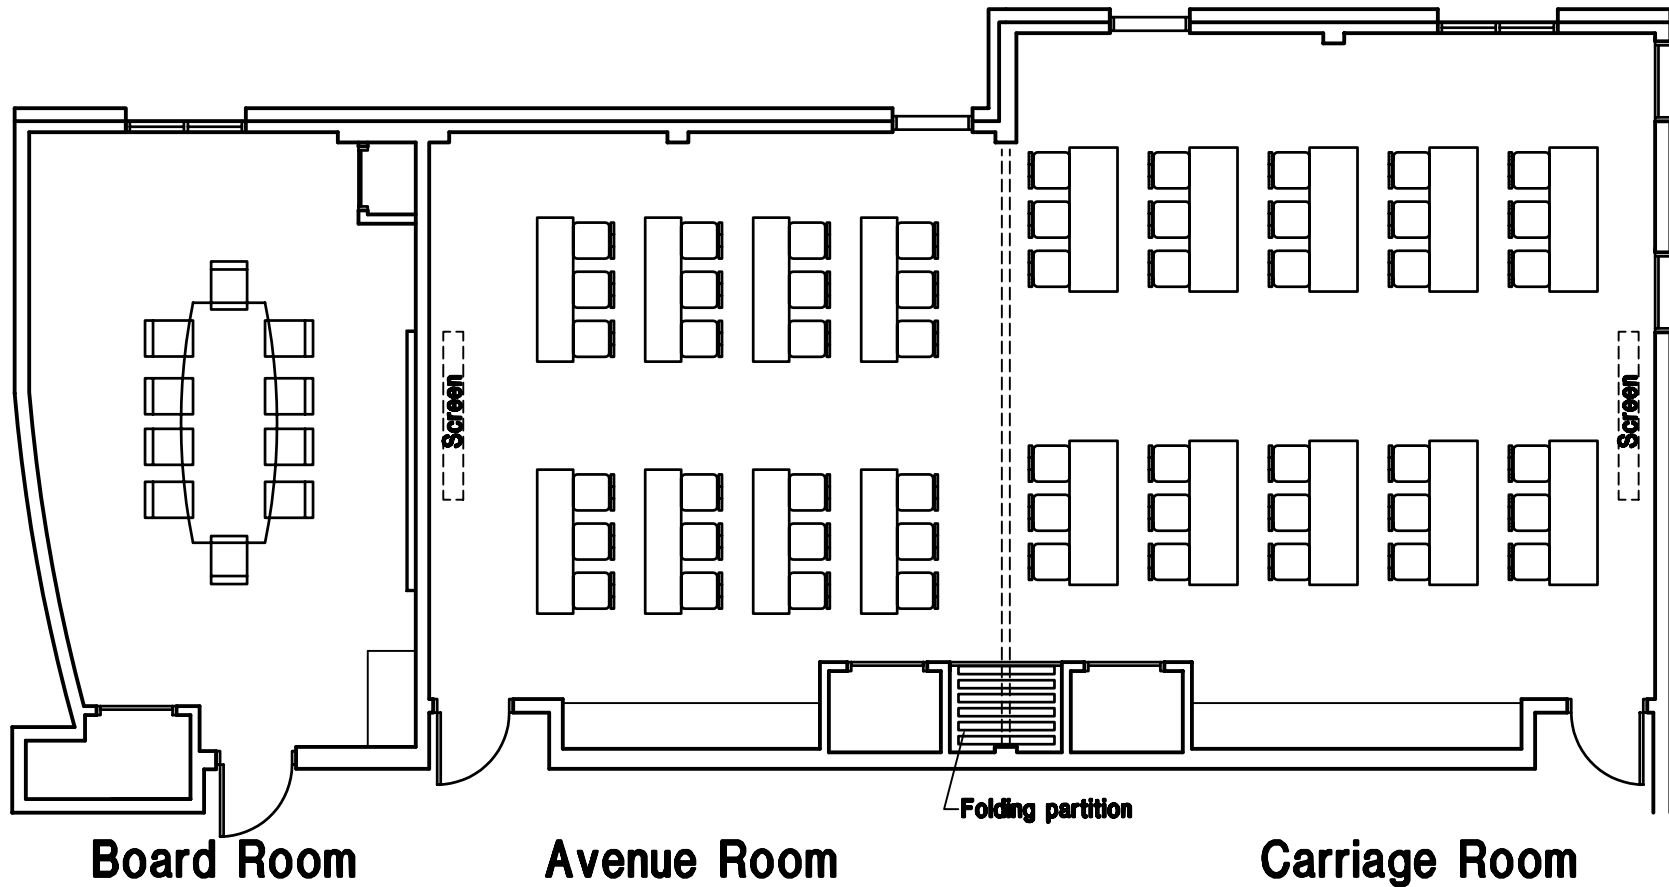 Screen
Screen
Folding partition
Board Room
Avenue Room
Carriage Room